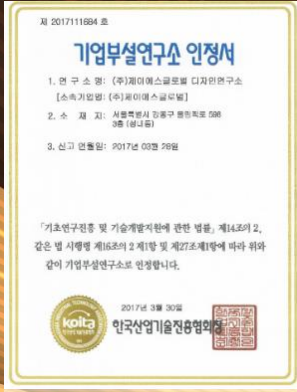 제 2017111684 호
기업부설연구소 인정서
1. 연 구 소 명: (주)제이에스글로벌 디자인연구소
[소속기업명: (주)제이에스글로벌]
2. 소 재 지: 서울특별시 강동구 올림픽로 598
3층 (성내동)
3. 신고 연월일: 2017년 03월 28일
「기초연구진흥 및 기술개발지원에 관한 법률」 제14조의 2,
같은 법 시행령 제16조의 2 제1항 및 제27조제1항에 따라 위와
같이 기업부설연구소로 인정합니다.
2017년 3월 30일
koita
한국산업기술진흥협회장